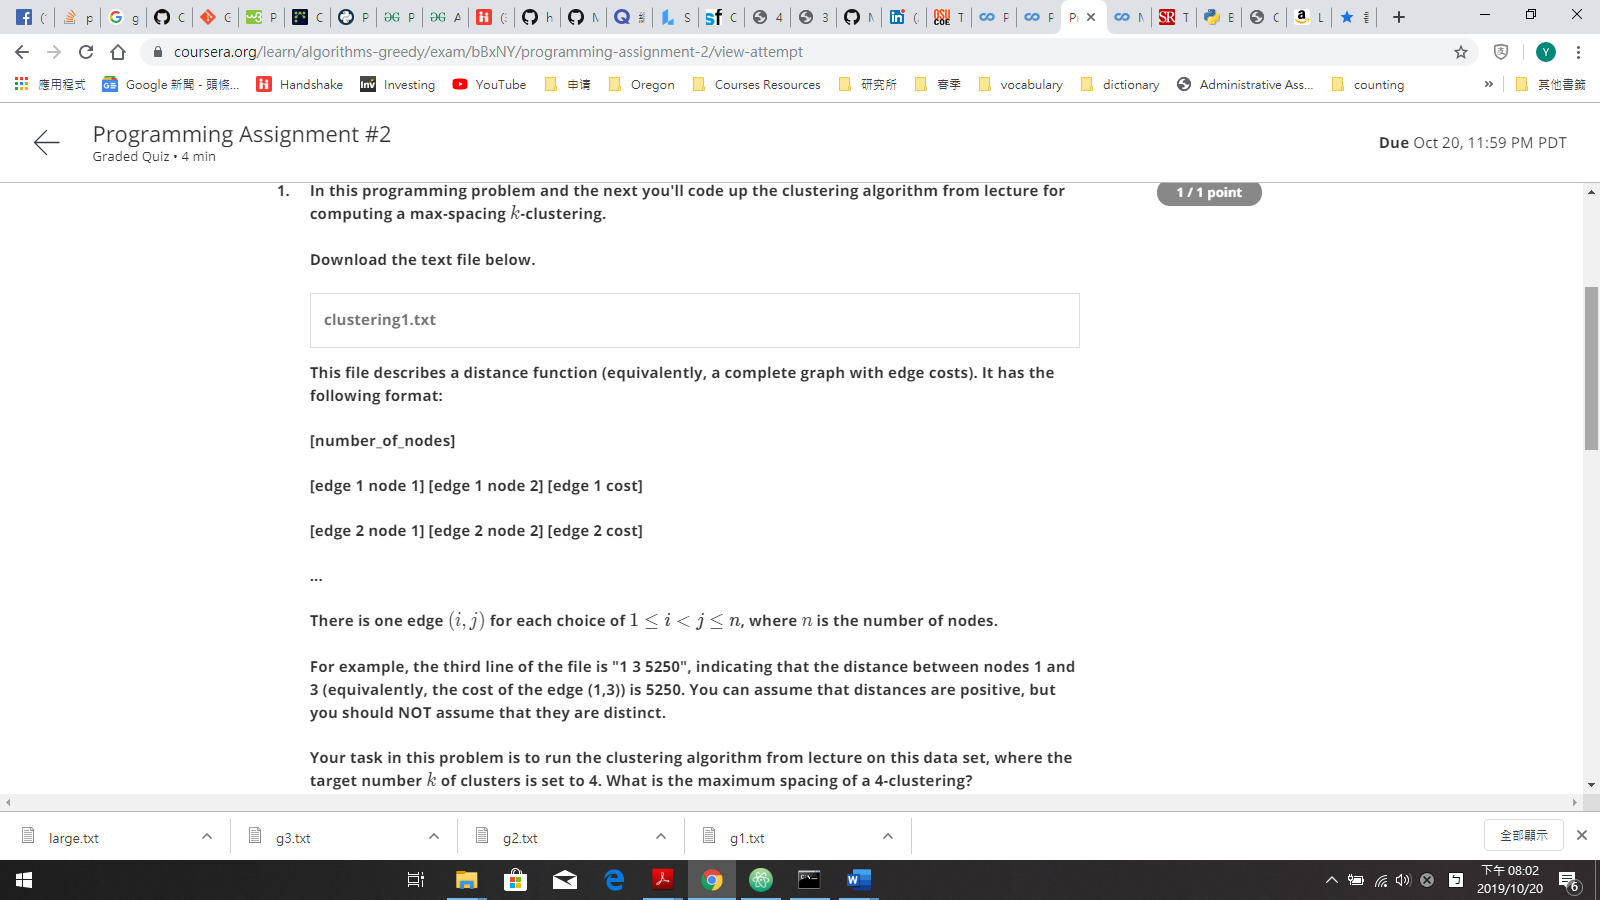 coursera.org/learn/algorithms-greedy/exam/bBxNY/programming-assignment-2/view-attempt
應用程式 Google 新聞 - 頭條... Handshake Investing YouTube 申请 Oregon Courses Resources 研究所 春季 vocabulary dictionary Administrative Ass... counting » 其他書籤
Programming Assignment #2
Graded Quiz • 4 min
Due Oct 20, 11:59 PM PDT
1. In this programming problem and the next you'll code up the clustering algorithm from lecture for
computing a max-spacing k-clustering.
1 / 1 point
Download the text file below.
clustering1.txt
This file describes a distance function (equivalently, a complete graph with edge costs). It has the
following format:
[number_of_nodes]
[edge 1 node 1] [edge 1 node 2] [edge 1 cost]
[edge 2 node 1] [edge 2 node 2] [edge 2 cost]
...
There is one edge (i, j) for each choice of 1 ≤ i < j ≤ n, where n is the number of nodes.
For example, the third line of the file is "1 3 5250", indicating that the distance between nodes 1 and
3 (equivalently, the cost of the edge (1,3)) is 5250. You can assume that distances are positive, but
you should NOT assume that they are distinct.
Your task in this problem is to run the clustering algorithm from lecture on this data set, where the
target number k of clusters is set to 4. What is the maximum spacing of a 4-clustering?
large.txt g3.txt g2.txt g1.txt 全部顯示
下午 08:02
2019/10/20
6